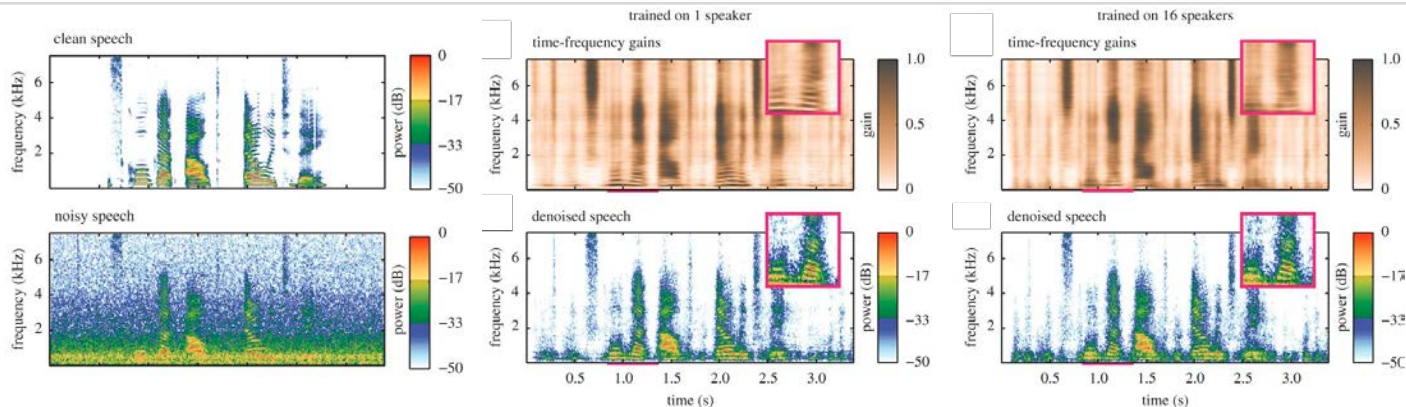 trained on 1 speaker
trained on 16 speakers
clean speech
frequency (kHz)
6
4
2
0
−17
−33
−50
power (dB)
time-frequency gains
frequency (kHz)
6
4
2
1.0
0.5
0
gain
time-frequency gains
frequency (kHz)
6
4
2
1.0
0.5
0
gain
noisy speech
frequency (kHz)
6
4
2
0
−17
−33
−50
power (dB)
denoised speech
frequency (kHz)
6
4
2
0
−17
−33
−50
power (dB)
0.5 1.0 1.5 2.0 2.5 3.0
time (s)
denoised speech
frequency (kHz)
6
4
2
0
−17
−33
−50
power (dB)
0.5 1.0 1.5 2.0 2.5 3.0
time (s)